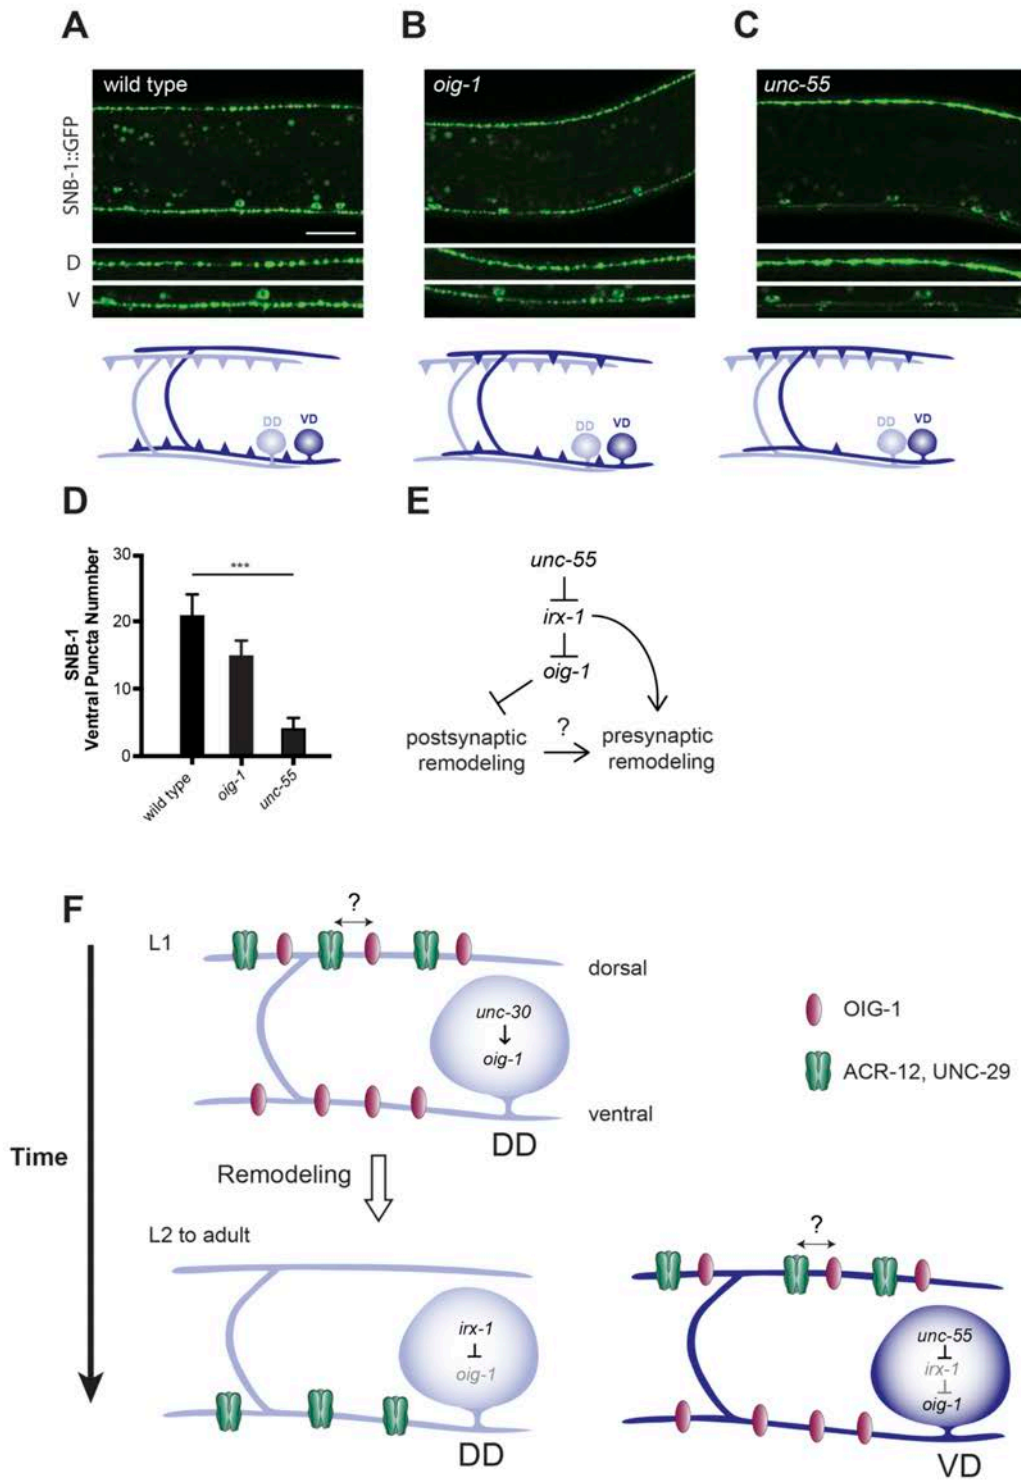 A
B
C
wild type
oig-1
unc-55
SNB-1::GFP
D
V
DD
VD
DD
VD
DD
VD
D
E
SNB-1
Ventral Puncta Numnber
30
20
10
0
***
wild type
oig-1
unc-55
unc-55
irx-1
oig-1
?
postsynaptic
remodeling
presynaptic
remodeling
F
?
L1
dorsal
unc-30
oig-1
OIG-1
ACR-12, UNC-29
ventral
DD
Time
Remodeling
L2 to adult
?
irx-1
oig-1
unc-55
irx-1
oig-1
DD
VD